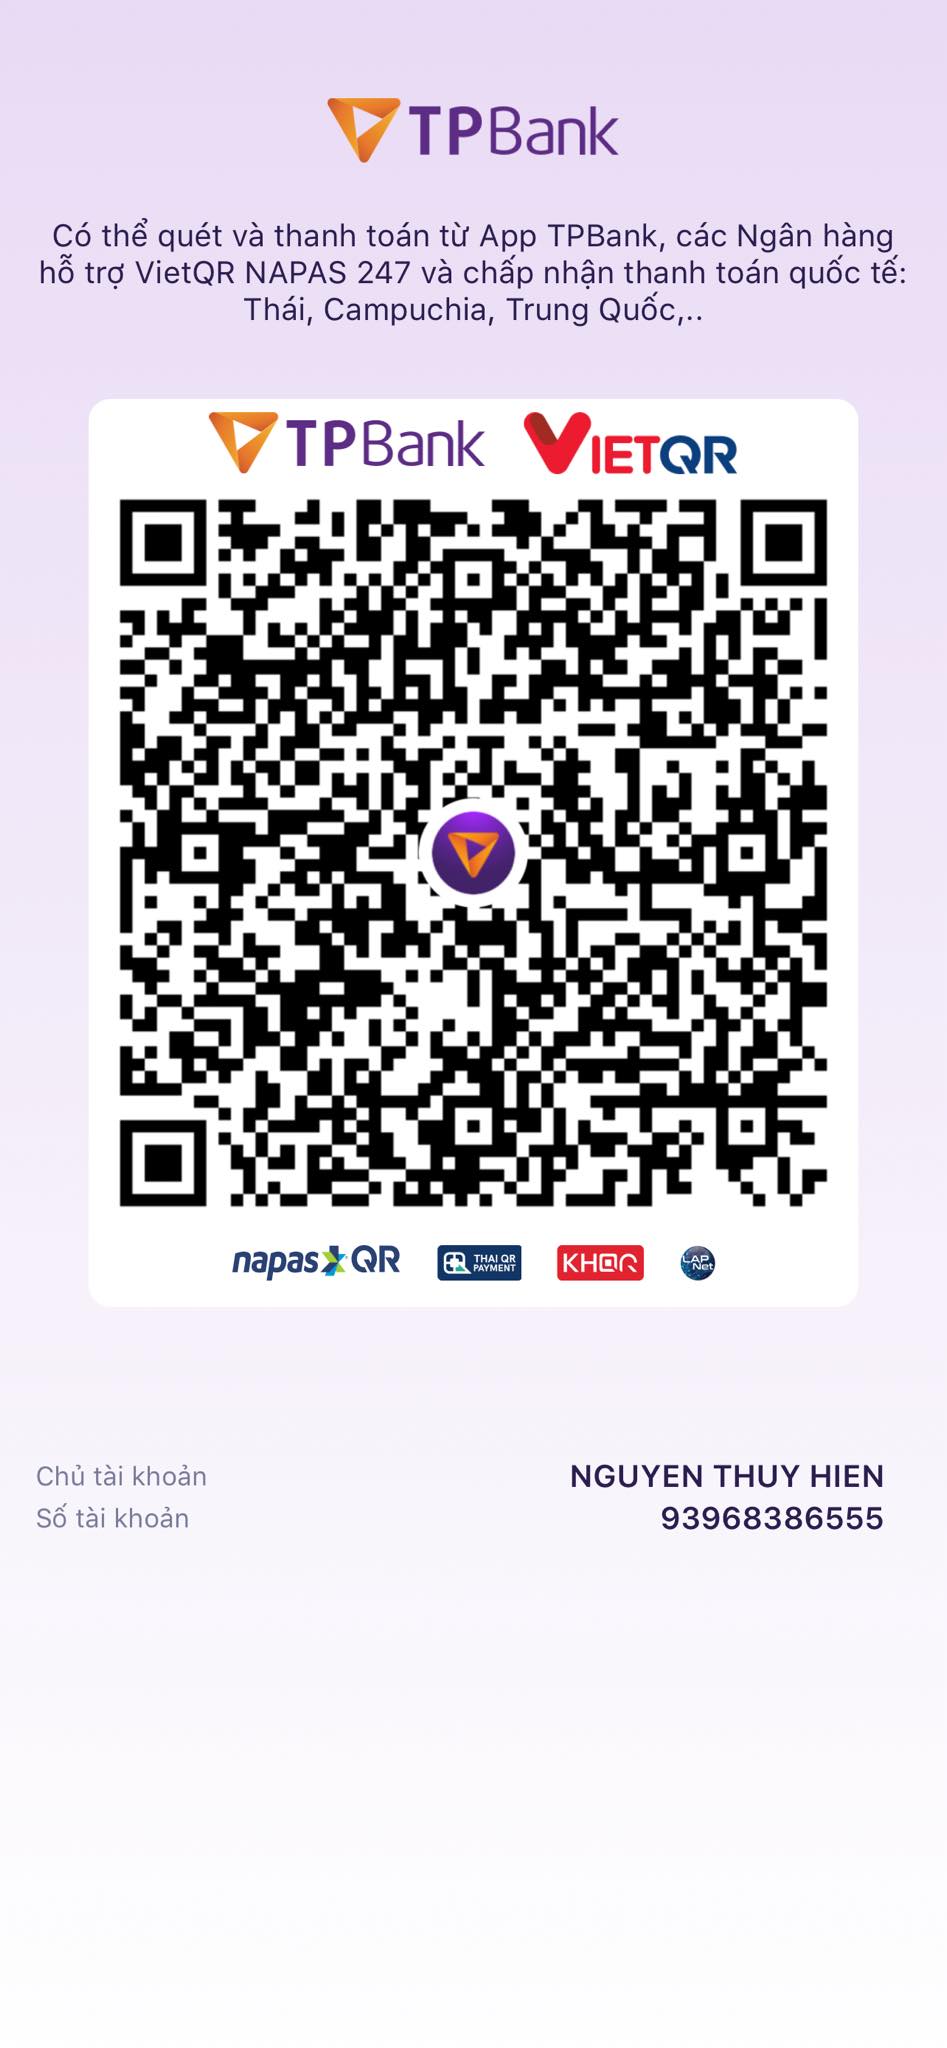 TPBank
Có thể quét và thanh toán từ App TPBank, các Ngân hàng
hỗ trợ VietQR NAPAS 247 và chấp nhận thanh toán quốc tế:
Thái, Campuchia, Trung Quốc,..
TPBank VIETQR
napas QR THAI QR PAYMENT KHQR LAPNet
Chủ tài khoản NGUYEN THUY HIEN
Số tài khoản 93968386555